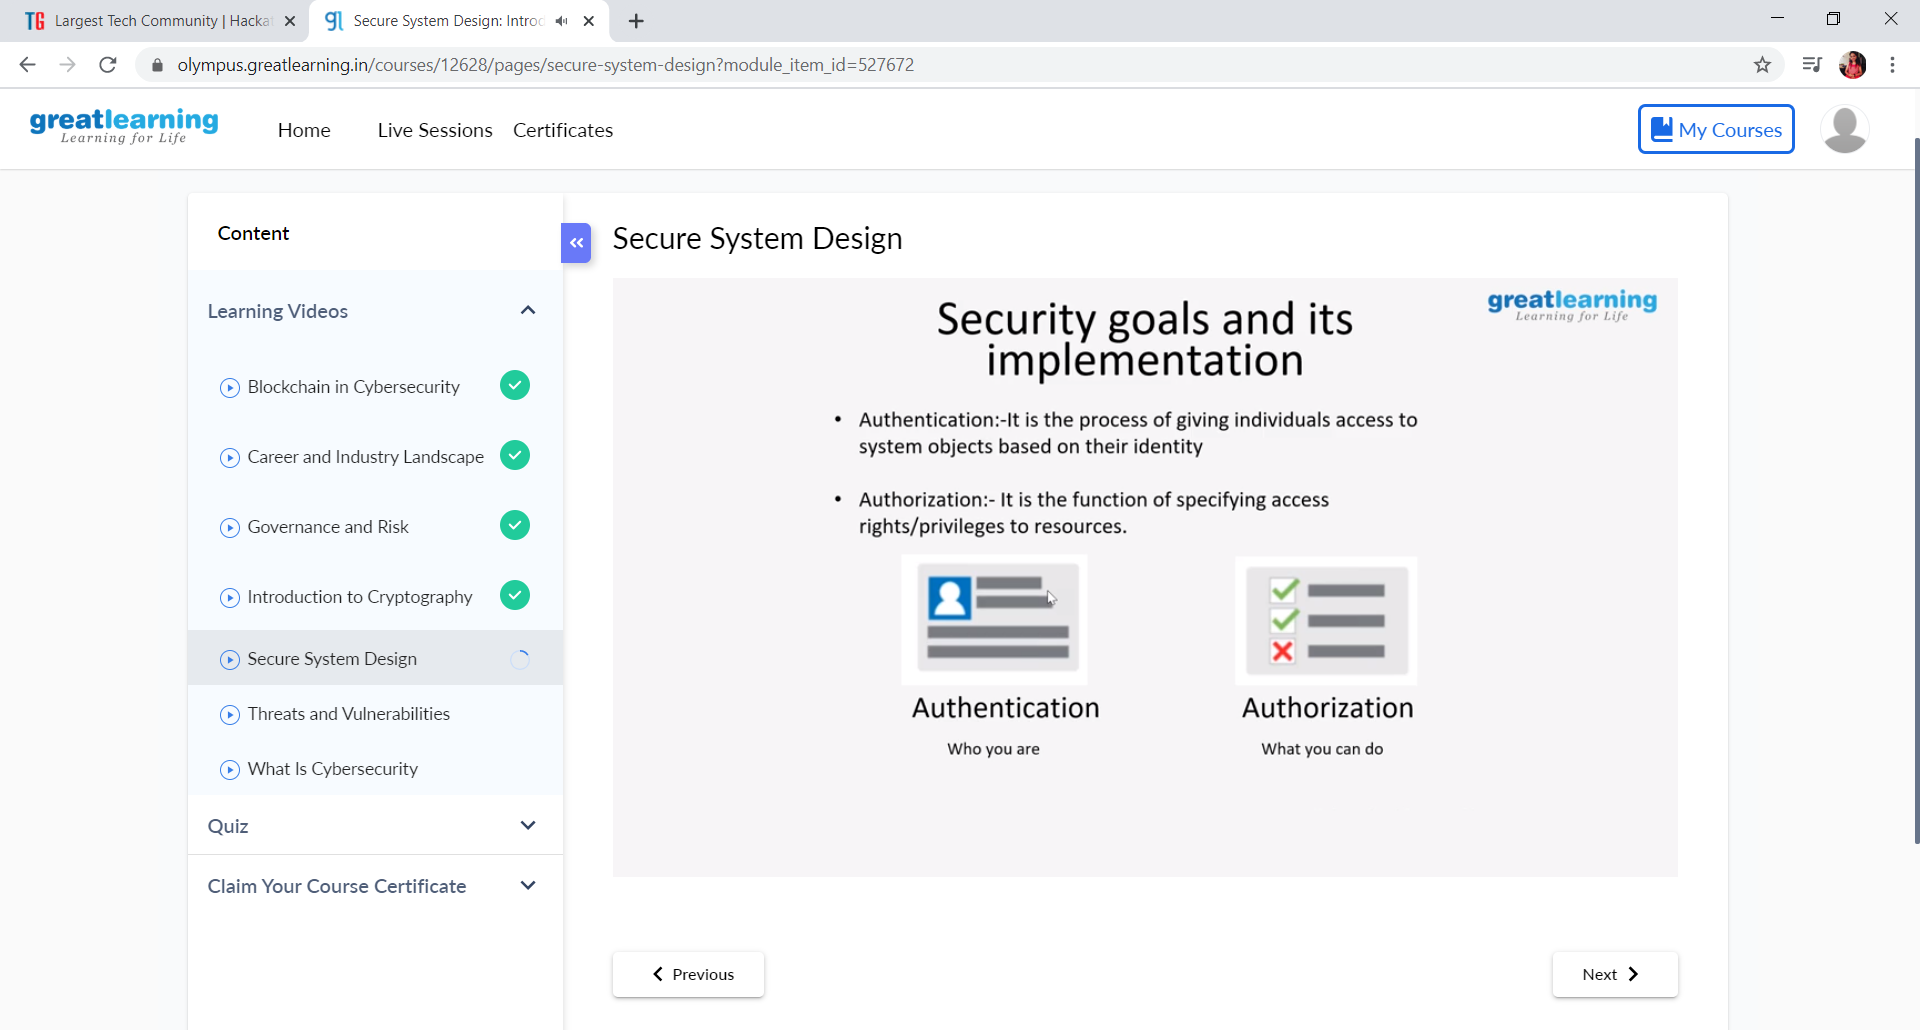 TG Largest Tech Community | Hacka
gl Secure System Design: Intro
olympus.greatlearning.in/courses/12628/pages/secure-system-design?module_item_id=527672
greatlearning
Learning for Life
Home Live Sessions Certificates
My Courses
Content
Learning Videos
Blockchain in Cybersecurity
Career and Industry Landscape
Governance and Risk
Introduction to Cryptography
Secure System Design
Threats and Vulnerabilities
What Is Cybersecurity
Quiz
Claim Your Course Certificate
Secure System Design
greatlearning
Learning for Life
Security goals and its
implementation
• Authentication:-It is the process of giving individuals access to
system objects based on their identity
• Authorization:- It is the function of specifying access
rights/privileges to resources.
Authentication
Who you are
Authorization
What you can do
Previous
Next